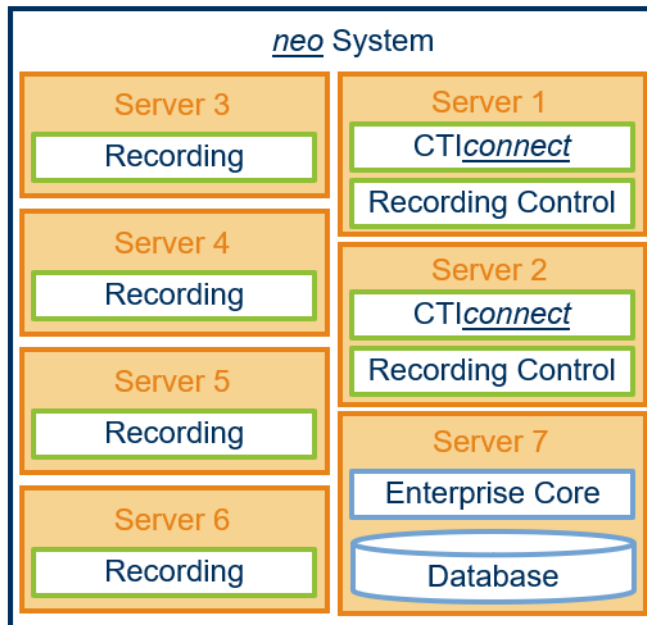 neo System
Server 3
Recording
Server 4
Recording
Server 5
Recording
Server 6
Recording
Server 1
CTIconnect
Recording Control
Server 2
CTIconnect
Recording Control
Server 7
Enterprise Core
Database